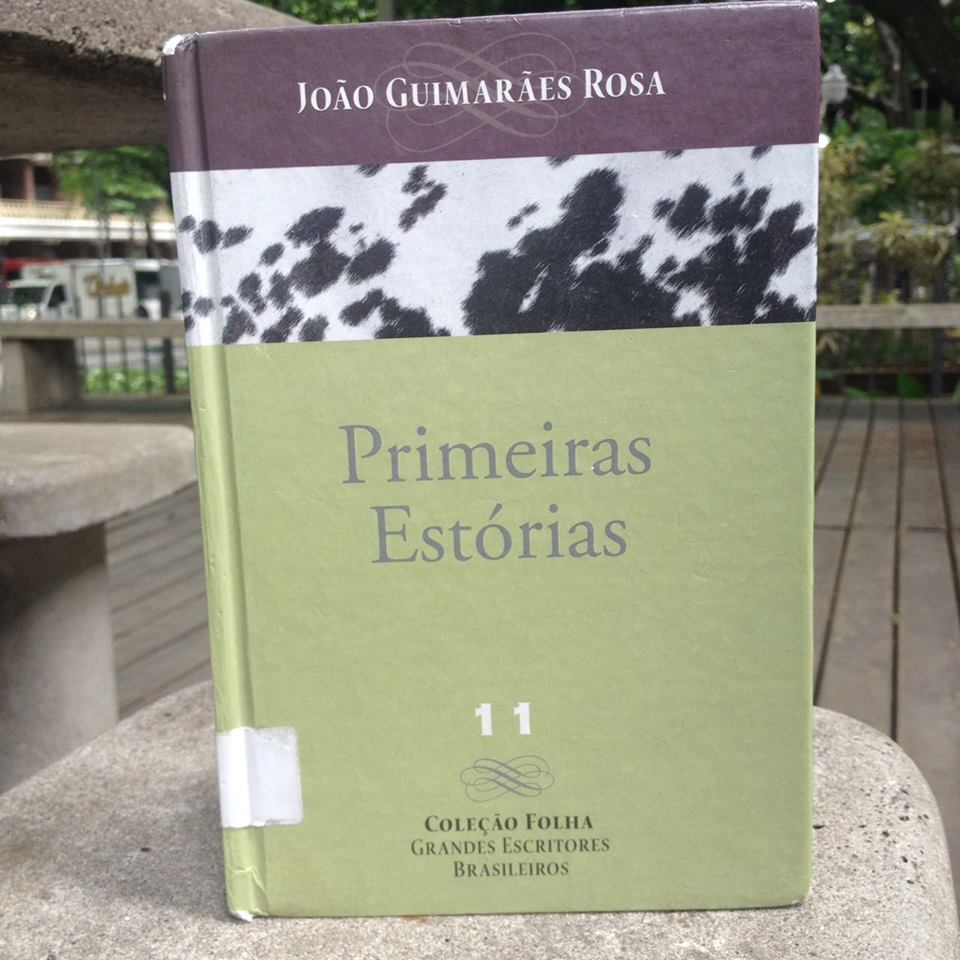 JOÃO GUIMARÃES ROSA
Primeiras
Estórias
11
COLEÇÃO FOLHA
GRANDES ESCRITORES
BRASILEIROS